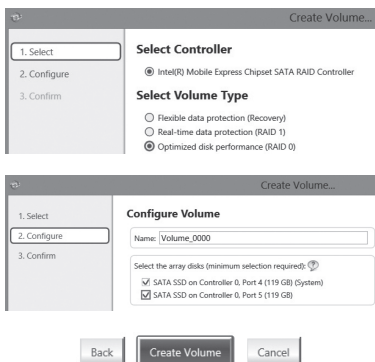 Create Volume...
1. Select
2. Configure
3. Confirm
Select Controller
Intel(R) Mobile Express Chipset SATA RAID Controller
Select Volume Type
Flexible data protection (Recovery)
Real-time data protection (RAID 1)
Optimized disk performance (RAID 0)
Create Volume...
1. Select
2. Configure
3. Confirm
Configure Volume
Name: Volume_0000
Select the array disks (minimum selection required): ?
SATA SSD on Controller 0, Port 4 (119 GB) (System)
SATA SSD on Controller 0, Port 5 (119 GB)
Back
Create Volume
Cancel